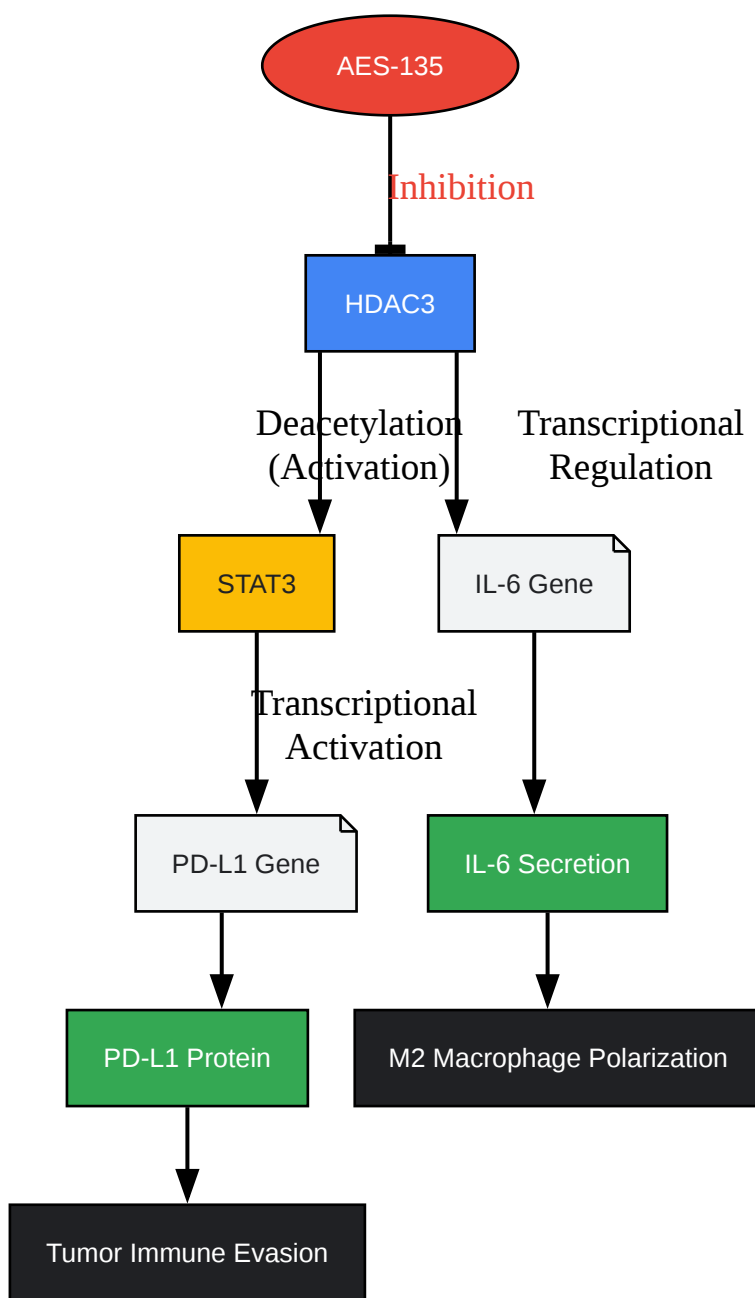 AES-135
Inhibition
HDAC3
Deacetylation
(Activation)
Transcriptional
Regulation
STAT3
IL-6 Gene
Transcriptional
Activation
PD-L1 Gene
IL-6 Secretion
PD-L1 Protein
M2 Macrophage Polarization
Tumor Immune Evasion